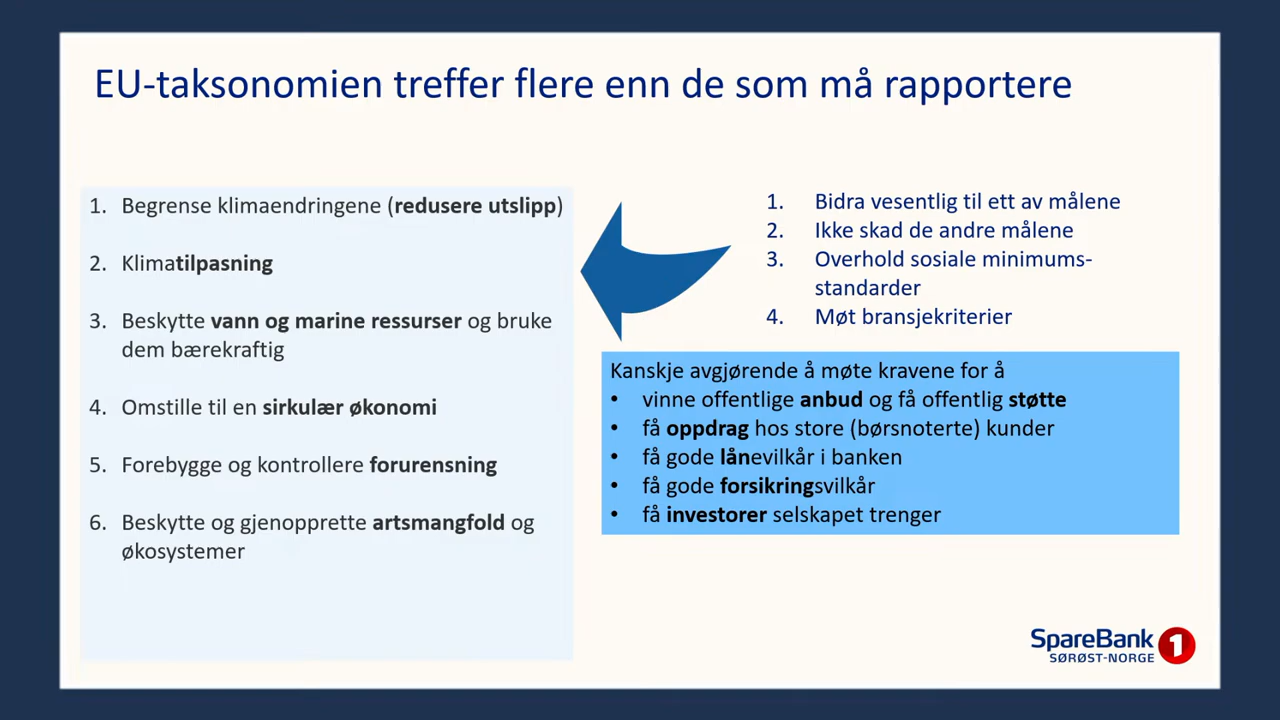 EU-taksonomien treffer flere enn de som må rapportere
1. Begrense klimaendringene (redusere utslipp)
2. Klimatilpasning
3. Beskytte vann og marine ressurser og bruke
dem bærekraftig
4. Omstille til en sirkulær økonomi
5. Forebygge og kontrollere forurensning
6. Beskytte og gjenopprette artsmangfold og
økosystemer
1. Bidra vesentlig til ett av målene
2. Ikke skad de andre målene
3. Overhold sosiale minimums-
standarder
4. Møt bransjekriterier
Kanskje avgjørende å møte kravene for å
• vinne offentlige anbud og få offentlig støtte
• få oppdrag hos store (børsnoterte) kunder
• få gode lånevilkår i banken
• få gode forsikringsvilkår
• få investorer selskapet trenger
SpareBank 1
SØRØST-NORGE